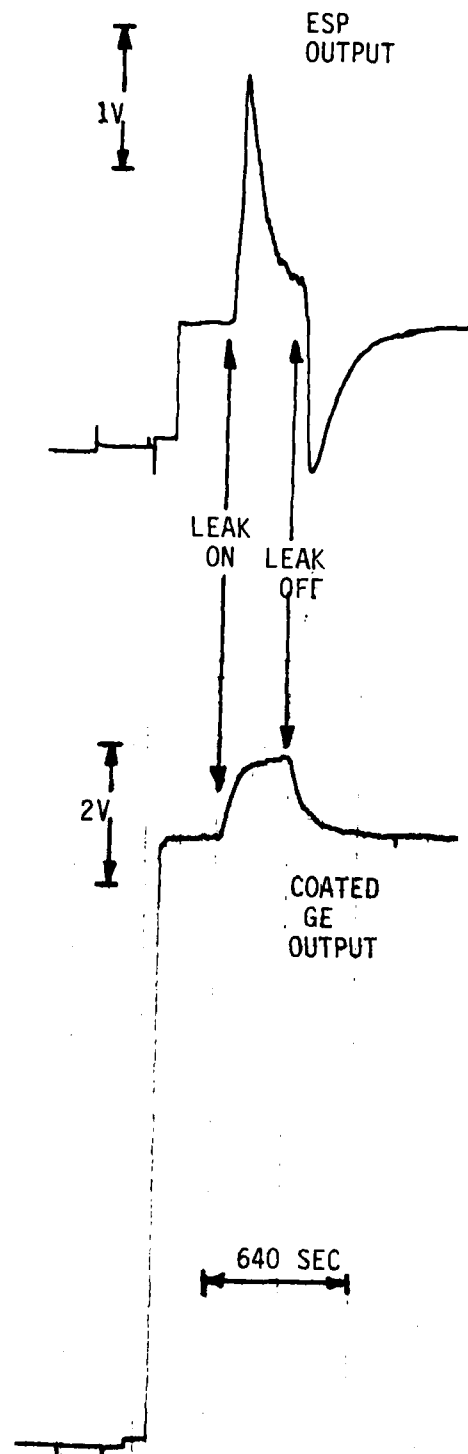 ESP
OUTPUT
1V
LEAK
ON
LEAK
OFF
2V
COATED
GE
OUTPUT
640 SEC